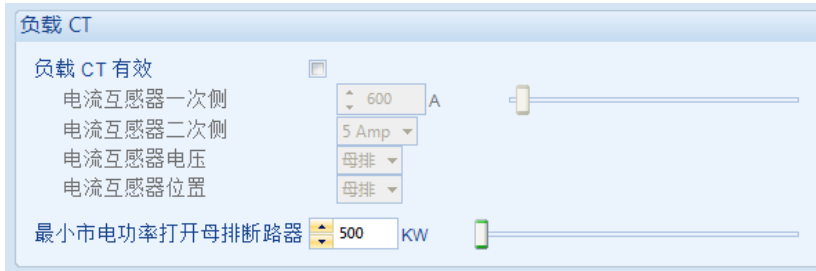 负载 CT
负载 CT 有效
电流互感器一次侧 600 A
电流互感器二次侧 5 Amp
电流互感器电压 母排
电流互感器位置 母排
最小市电功率打开母排断路器 500 KW